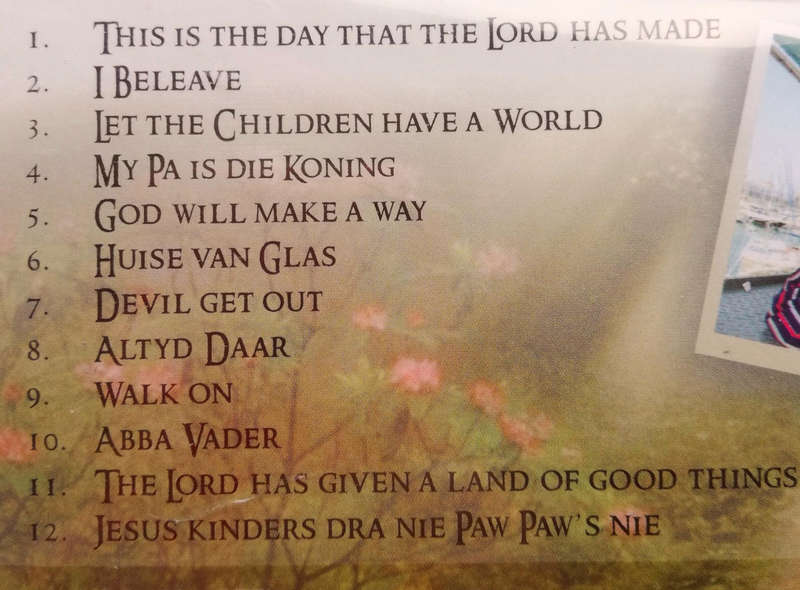 1. This is the day that the Lord has made
2. I Beleave
3. Let the Children have a World
4. My Pa is die Koning
5. God will make a way
6. Huise van Glas
7. Devil get out
8. Altyd Daar
9. Walk on
10. Abba Vader
11. The Lord has given a land of good things
12. Jesus kinders dra nie Paw Paw's nie